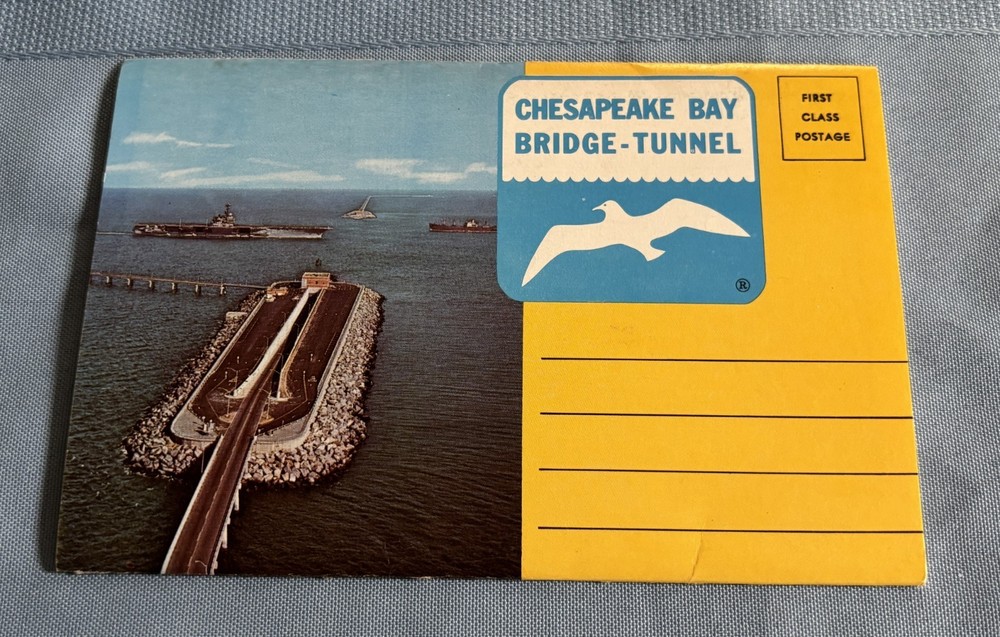 CHESAPEAKE BAY
BRIDGE-TUNNEL
®
FIRST
CLASS
POSTAGE